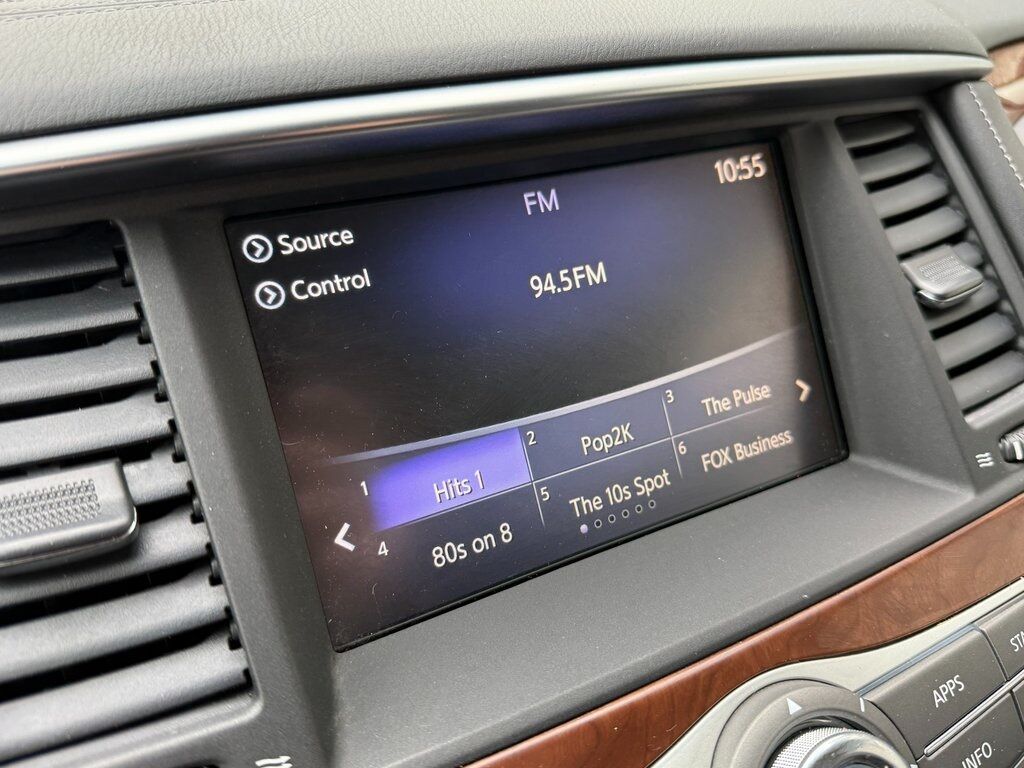 10:55
FM
Source
Control
94.5FM
1 Hits 1
2 Pop2K
3 The Pulse
4 80s on 8
5 The 10s Spot
6 FOX Business
APPS
INFO